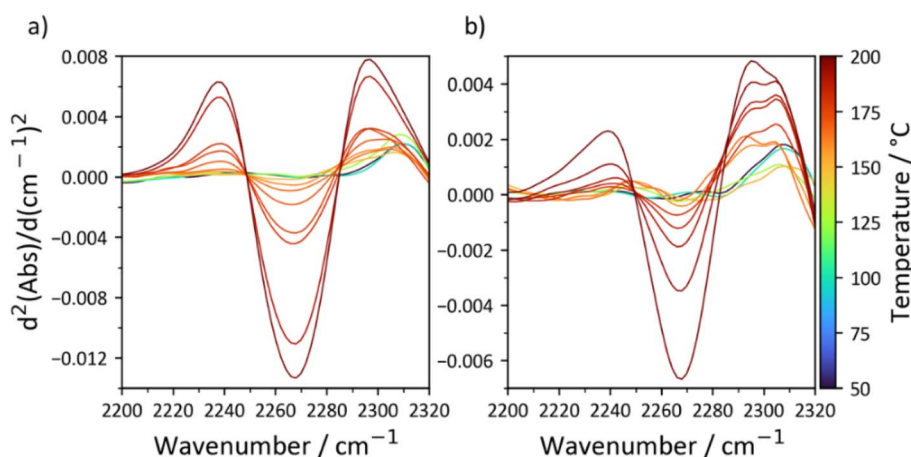 a)
b)
0.008
0.004
0.000
−0.004
−0.008
−0.012
d²(Abs)/d(cm⁻¹)²
2200 2220 2240 2260 2280 2300 2320
Wavenumber / cm⁻¹
0.004
0.002
0.000
−0.002
−0.004
−0.006
2200 2220 2240 2260 2280 2300 2320
Wavenumber / cm⁻¹
200
175
150
125
100
75
50
Temperature / °C